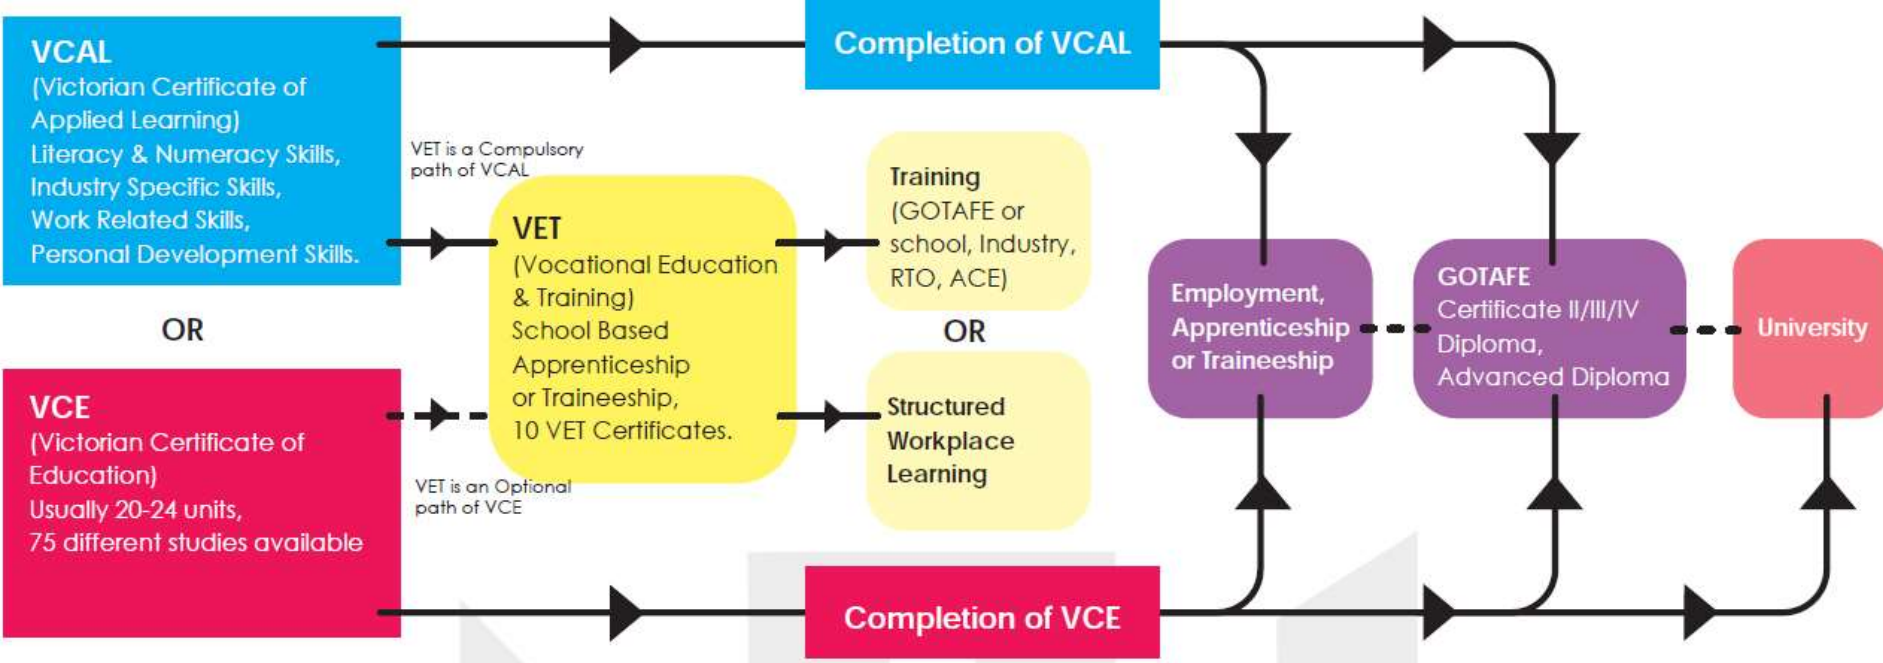 VCAL
(Victorian Certificate of
Applied Learning)
Literacy & Numeracy Skills,
Industry Specific Skills,
Work Related Skills,
Personal Development Skills.
OR
VCE
(Victorian Certificate of
Education)
Usually 20-24 units,
75 different studies available
VET is a Compulsory
path of VCAL
VET
(Vocational Education
& Training)
School Based
Apprenticeship
or Traineeship,
10 VET Certificates.
VET is an Optional
path of VCE
Completion of VCAL
Training
(GOTAFE or
school, Industry,
RTO, ACE)
OR
Structured
Workplace
Learning
Completion of VCE
Employment,
Apprenticeship
or Traineeship
GOTAFE
Certificate II/III/IV
Diploma,
Advanced Diploma
University